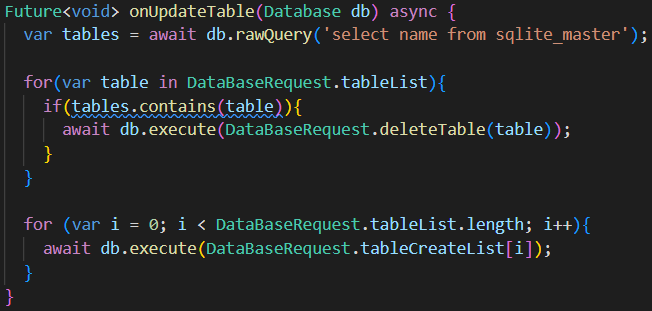 Future<void> onUpdateTable(Database db) async {
  var tables = await db.rawQuery('select name from sqlite_master');

  for(var table in DataBaseRequest.tableList){
    if(tables.contains(table)){
      await db.execute(DataBaseRequest.deleteTable(table));
    }
  }

  for (var i = 0; i < DataBaseRequest.tableList.length; i++){
    await db.execute(DataBaseRequest.tableCreateList[i]);
  }
}